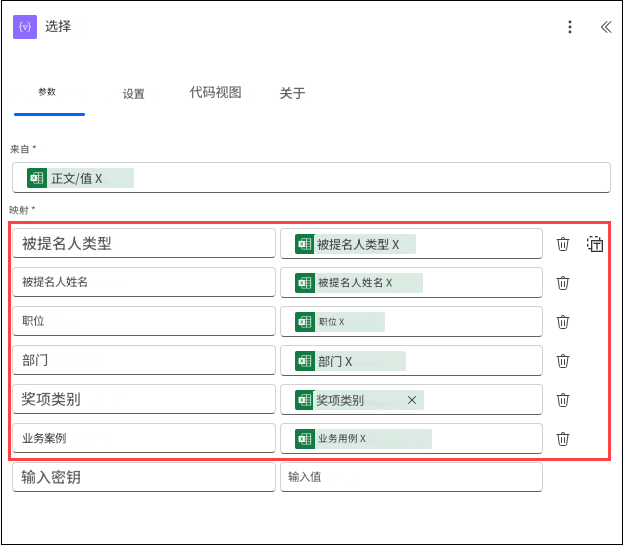 选择
参数 设置 代码视图 关于
来自 *
正文/值 X
映射 *
被提名人类型 被提名人类型 X
被提名人姓名 被提名人姓名 X
职位 职位 X
部门 部门 X
奖项类别 奖项类别 ×
业务案例 业务用例 X
输入密钥 输入值